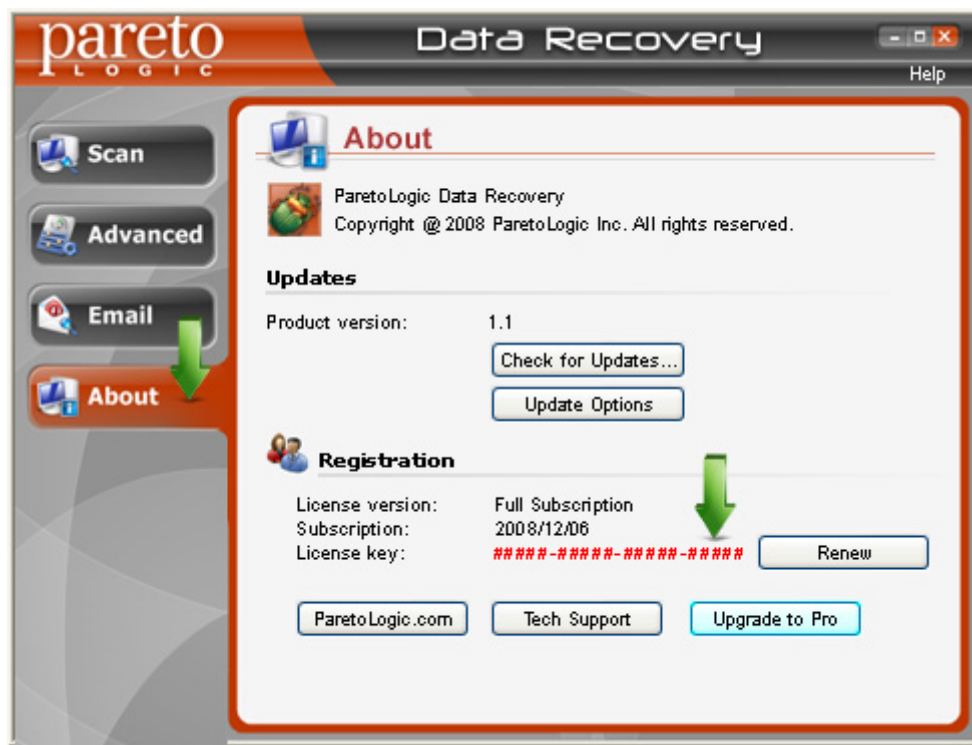 pareto
LOGIC
Data Recovery
Help
Scan
Advanced
Email
About
About
ParetoLogic Data Recovery
Copyright @ 2008 ParetoLogic Inc. All rights reserved.
Updates
Product version: 1.1
Check for Updates...
Update Options
Registration
License version: Full Subscription
Subscription: 2008/12/06
License key: #####-#####-#####-##### Renew
ParetoLogic.com Tech Support Upgrade to Pro